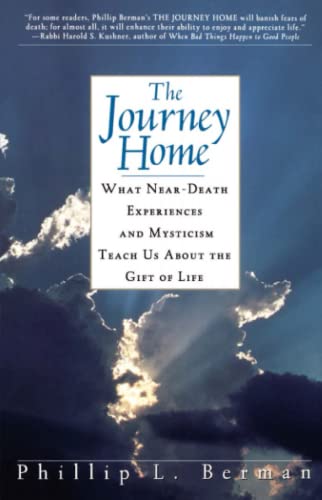 "For some readers, Phillip Berman's THE JOURNEY HOME will banish fears of
death; for almost all, it will enhance their ability to enjoy and appreciate life."
—Rabbi Harold S. Kushner, author of When Bad Things Happen to Good People
The
Journey
Home
What Near-Death
Experiences
and Mysticism
Teach Us About the
Gift of Life
Phillip L. Berman